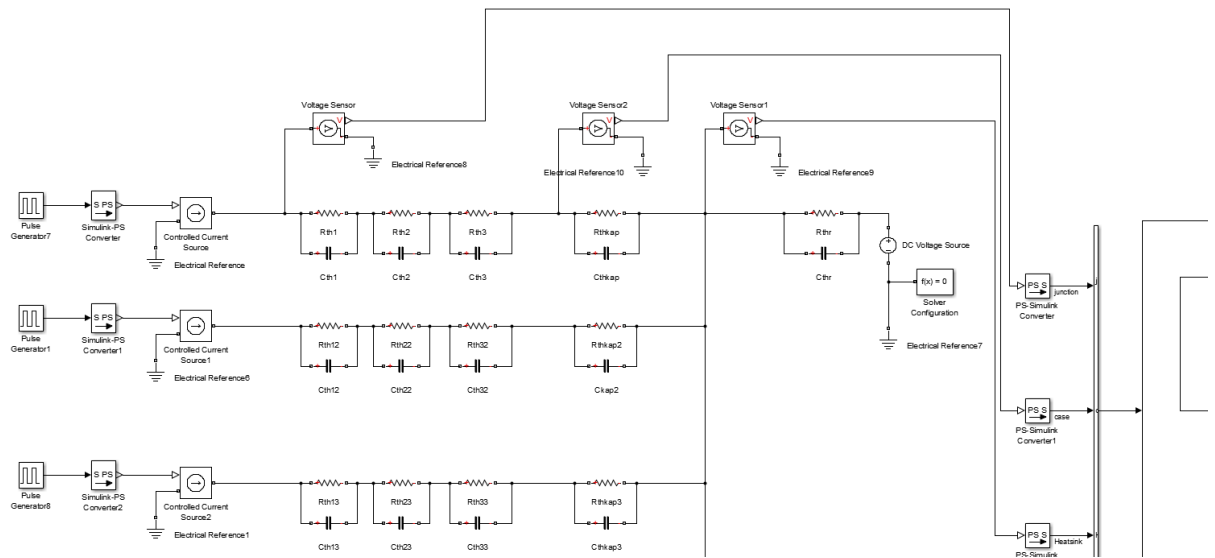 Voltage Sensor
V
Electrical Reference8
Voltage Sensor2
V
Electrical Reference10
Voltage Sensor1
V
Electrical Reference9
Pulse
Generator7
S PS
Simulink-PS
Converter
Controlled Current
Source
Electrical Reference
Rth1
Cth1
Rth2
Cth2
Rth3
Cth3
Rthkap
Cthkap
Rthr
Cthr
DC Voltage Source
f(x) = 0
Solver
Configuration
Electrical Reference7
PS S
PS-Simulink
Converter
junction
Pulse
Generator1
S PS
Simulink-PS
Converter1
Controlled Current
Source1
Electrical Reference6
Rth12
Cth12
Rth22
Cth22
Rth32
Cth32
Rthkap2
Ckap2
PS S
PS-Simulink
Converter1
case
Pulse
Generator8
S PS
Simulink-PS
Converter2
Controlled Current
Source2
Electrical Reference1
Rth13
Cth13
Rth23
Cth23
Rth33
Cth33
Rthkap3
Cthkap3
PS S
PS-Simulink
Heatsink